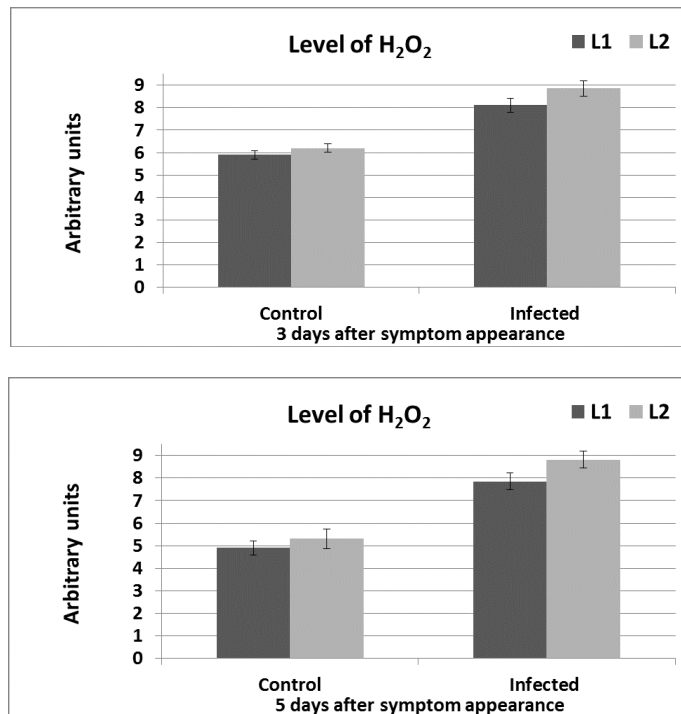 Level of H₂O₂
L1 L2
Arbitrary units
9
8
7
6
5
4
3
2
1
0
Control Infected
3 days after symptom appearance
Level of H₂O₂
L1 L2
Arbitrary units
9
8
7
6
5
4
3
2
1
0
Control Infected
5 days after symptom appearance